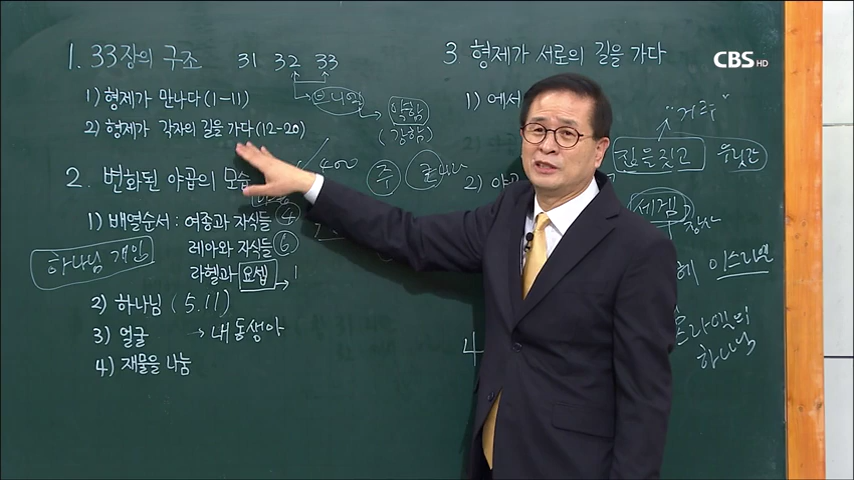 1. 33장의 구조 31 32 33
1) 형제가 만나다 (1-11)
브니엘
약함
(강함)
2) 형제가 각자의 길을 가다 (12-20)
400
2. 변화된 야곱의 모습
1) 배열순서 : 여종과 자식들 ④
레아와 자식들 ⑥
라헬과 요셉 → 1
하나님 개입
2) 하나님 (5.11)
3) 얼굴 → 내 동생아
4) 재물을 나눔
주
3 형제가 서로의 길을 가다
1) 에서
"거주"
집을 짓고
우릿간
2) 야곱
세겜
이스라엘
하나님
4
CBS HD